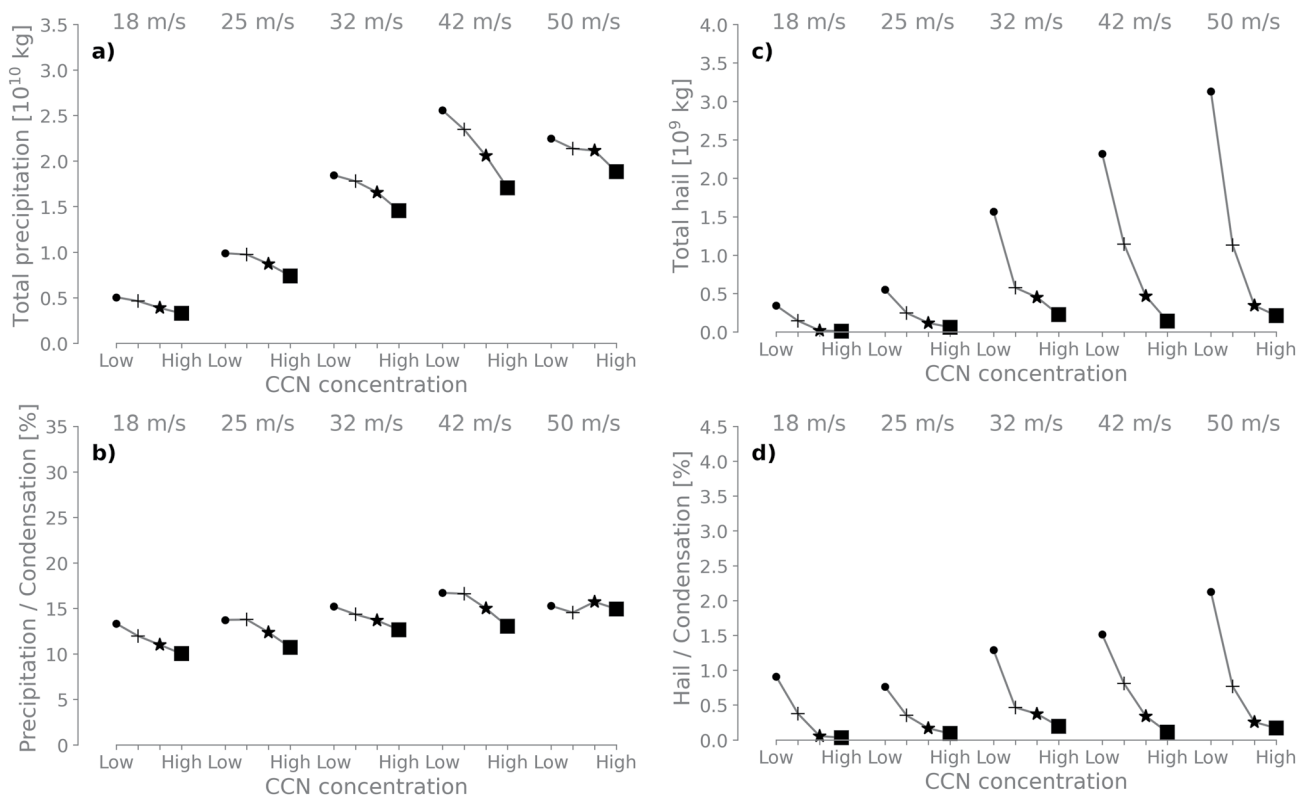 18 m/s 25 m/s 32 m/s 42 m/s 50 m/s
a)
Total precipitation [10¹⁰ kg]
3.5
3.0
2.5
2.0
1.5
1.0
0.5
0.0
Low High Low High Low High Low High Low High
CCN concentration
18 m/s 25 m/s 32 m/s 42 m/s 50 m/s
c)
Total hail [10⁹ kg]
4.0
3.5
3.0
2.5
2.0
1.5
1.0
0.5
0.0
Low High Low High Low High Low High Low High
CCN concentration
18 m/s 25 m/s 32 m/s 42 m/s 50 m/s
b)
Precipitation / Condensation [%]
35
30
25
20
15
10
5
0
Low High Low High Low High Low High Low High
CCN concentration
18 m/s 25 m/s 32 m/s 42 m/s 50 m/s
d)
Hail / Condensation [%]
4.5
4.0
3.5
3.0
2.5
2.0
1.5
1.0
0.5
0.0
Low High Low High Low High Low High Low High
CCN concentration